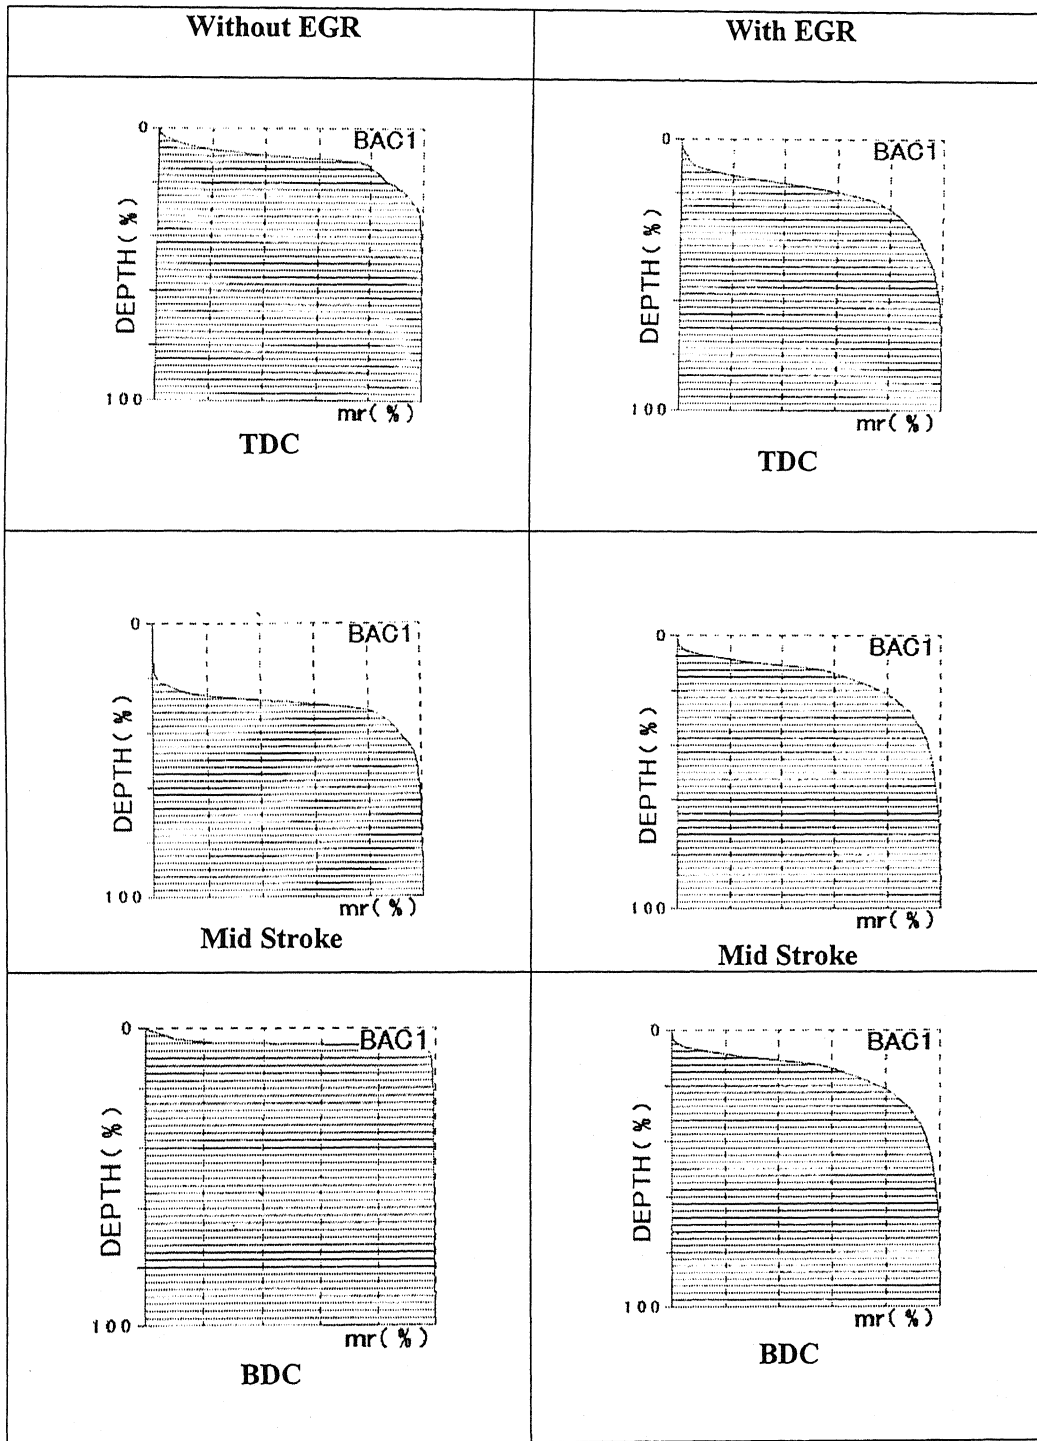 Without EGR
With EGR
0
BAC1
DEPTH(%)
100
mr(%)
TDC
0
BAC1
DEPTH(%)
100
mr(%)
TDC
0
BAC1
DEPTH(%)
100
mr(%)
Mid Stroke
0
BAC1
DEPTH(%)
100
mr(%)
Mid Stroke
0
BAC1
DEPTH(%)
100
mr(%)
BDC
0
BAC1
DEPTH(%)
100
mr(%)
BDC